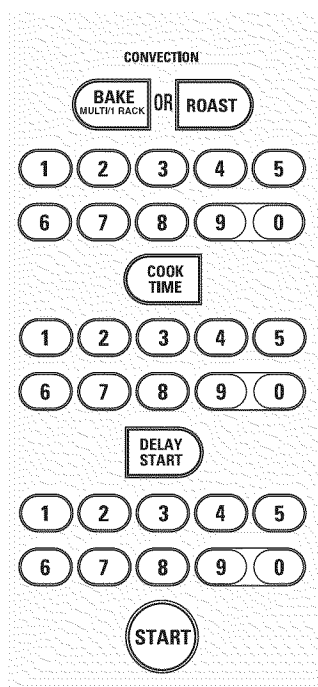 CONVECTION
BAKE OR ROAST
MULTI/1 RACK
1 2 3 4 5
6 7 8 9 0
COOK
TIME
1 2 3 4 5
6 7 8 9 0
DELAY
START
1 2 3 4 5
6 7 8 9 0
START